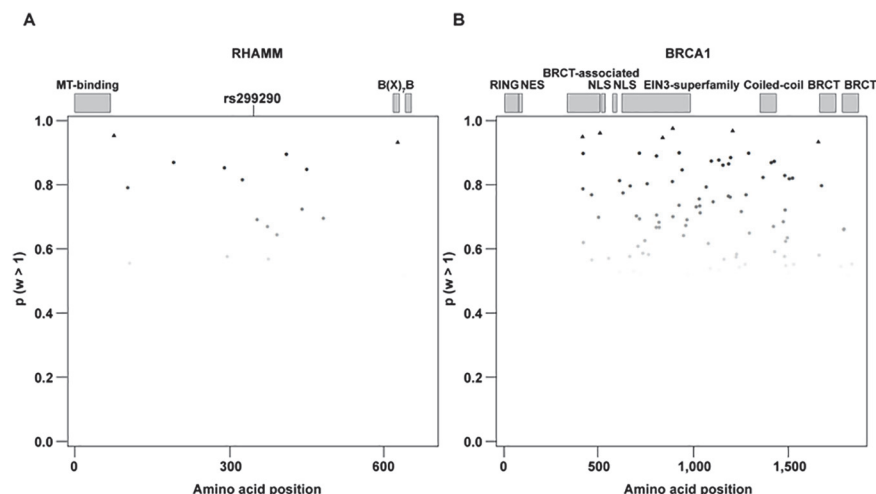 A
RHAMM
MT-binding
rs299290
B(X)₇B
1.0
0.8
0.6
0.4
0.2
0.0
p (w > 1)
0
300
600
Amino acid position
B
BRCA1
BRCT-associated
RING NES NLS NLS EIN3-superfamily Coiled-coil BRCT BRCT
1.0
0.8
0.6
0.4
0.2
0.0
p (w > 1)
0
500
1,000
1,500
Amino acid position